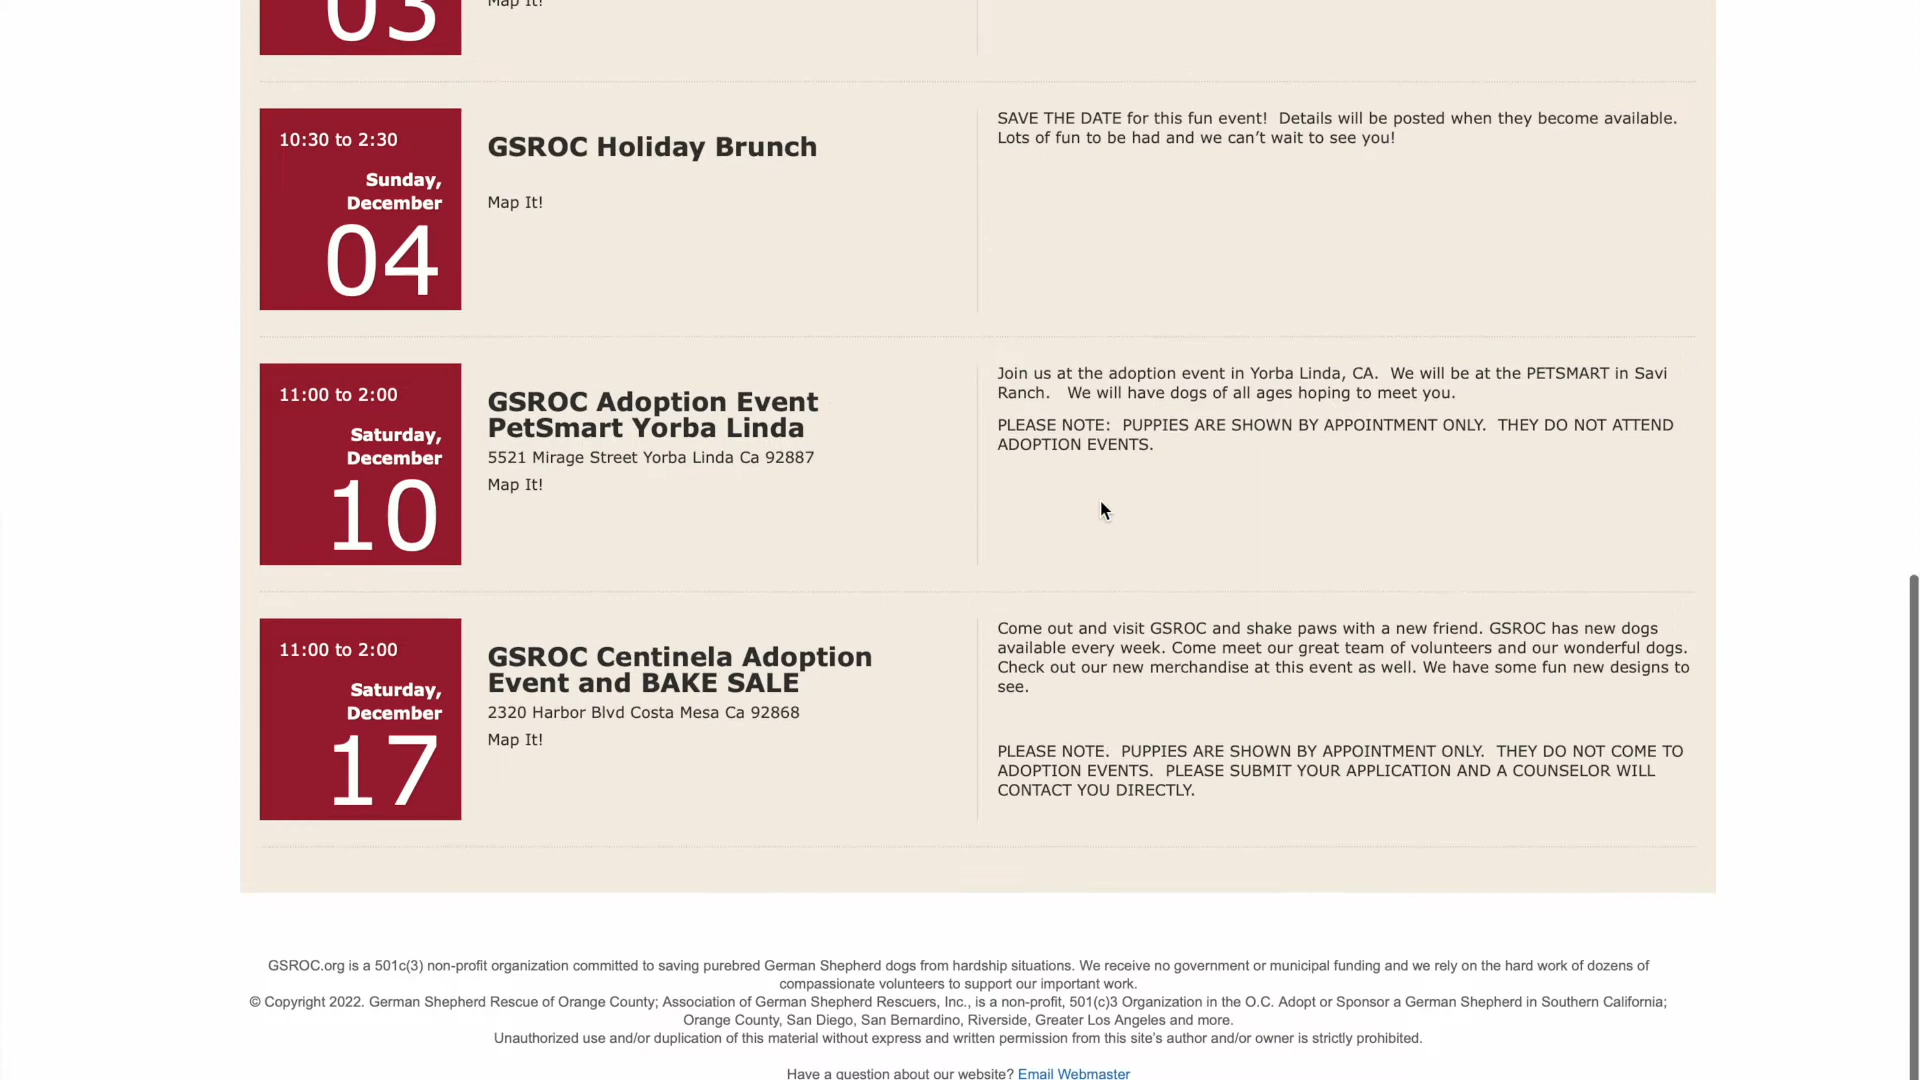 03
Map It!
10:30 to 2:30
Sunday,
December
04
GSROC Holiday Brunch
Map It!
SAVE THE DATE for this fun event!  Details will be posted when they become available.
Lots of fun to be had and we can’t wait to see you!
11:00 to 2:00
Saturday,
December
10
GSROC Adoption Event
PetSmart Yorba Linda
5521 Mirage Street Yorba Linda Ca 92887
Map It!
Join us at the adoption event in Yorba Linda, CA.  We will be at the PETSMART in Savi
Ranch.   We will have dogs of all ages hoping to meet you.
PLEASE NOTE:  PUPPIES ARE SHOWN BY APPOINTMENT ONLY.  THEY DO NOT ATTEND
ADOPTION EVENTS.
11:00 to 2:00
Saturday,
December
17
GSROC Centinela Adoption
Event and BAKE SALE
2320 Harbor Blvd Costa Mesa Ca 92868
Map It!
Come out and visit GSROC and shake paws with a new friend. GSROC has new dogs
available every week. Come meet our great team of volunteers and our wonderful dogs.
Check out our new merchandise at this event as well. We have some fun new designs to
see.
PLEASE NOTE.  PUPPIES ARE SHOWN BY APPOINTMENT ONLY.  THEY DO NOT COME TO
ADOPTION EVENTS.  PLEASE SUBMIT YOUR APPLICATION AND A COUNSELOR WILL
CONTACT YOU DIRECTLY.
GSROC.org is a 501c(3) non-profit organization committed to saving purebred German Shepherd dogs from hardship situations. We receive no government or municipal funding and we rely on the hard work of dozens of
compassionate volunteers to support our important work.
© Copyright 2022. German Shepherd Rescue of Orange County; Association of German Shepherd Rescuers, Inc., is a non-profit, 501(c)3 Organization in the O.C. Adopt or Sponsor a German Shepherd in Southern California;
Orange County, San Diego, San Bernardino, Riverside, Greater Los Angeles and more.
Unauthorized use and/or duplication of this material without express and written permission from this site’s author and/or owner is strictly prohibited.
Have a question about our website? Email Webmaster